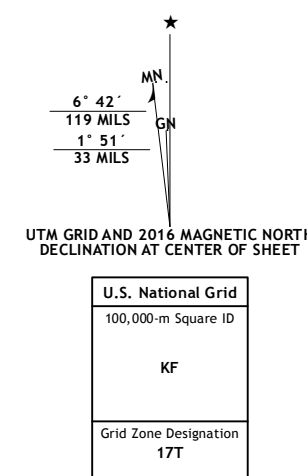 ★
MN
6° 42´
119 MILS
GN
1° 51´
33 MILS
UTM GRID AND 2016 MAGNETIC NORTH
DECLINATION AT CENTER OF SHEET
U.S. National Grid
100,000-m Square ID
KF
Grid Zone Designation
17T